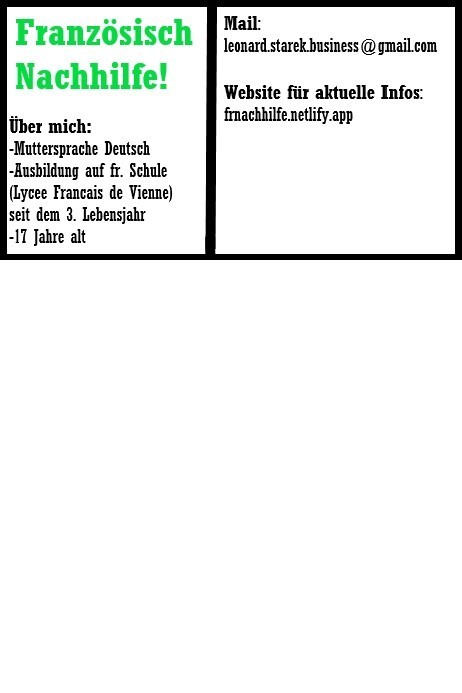 Französisch
Nachhilfe!
Über mich:
-Muttersprache Deutsch
-Ausbildung auf fr. Schule
(Lycee Francais de Vienne)
seit dem 3. Lebensjahr
-17 Jahre alt
Mail:
leonard.starek.business@gmail.com
Website für aktuelle Infos:
frnachhilfe.netlify.app